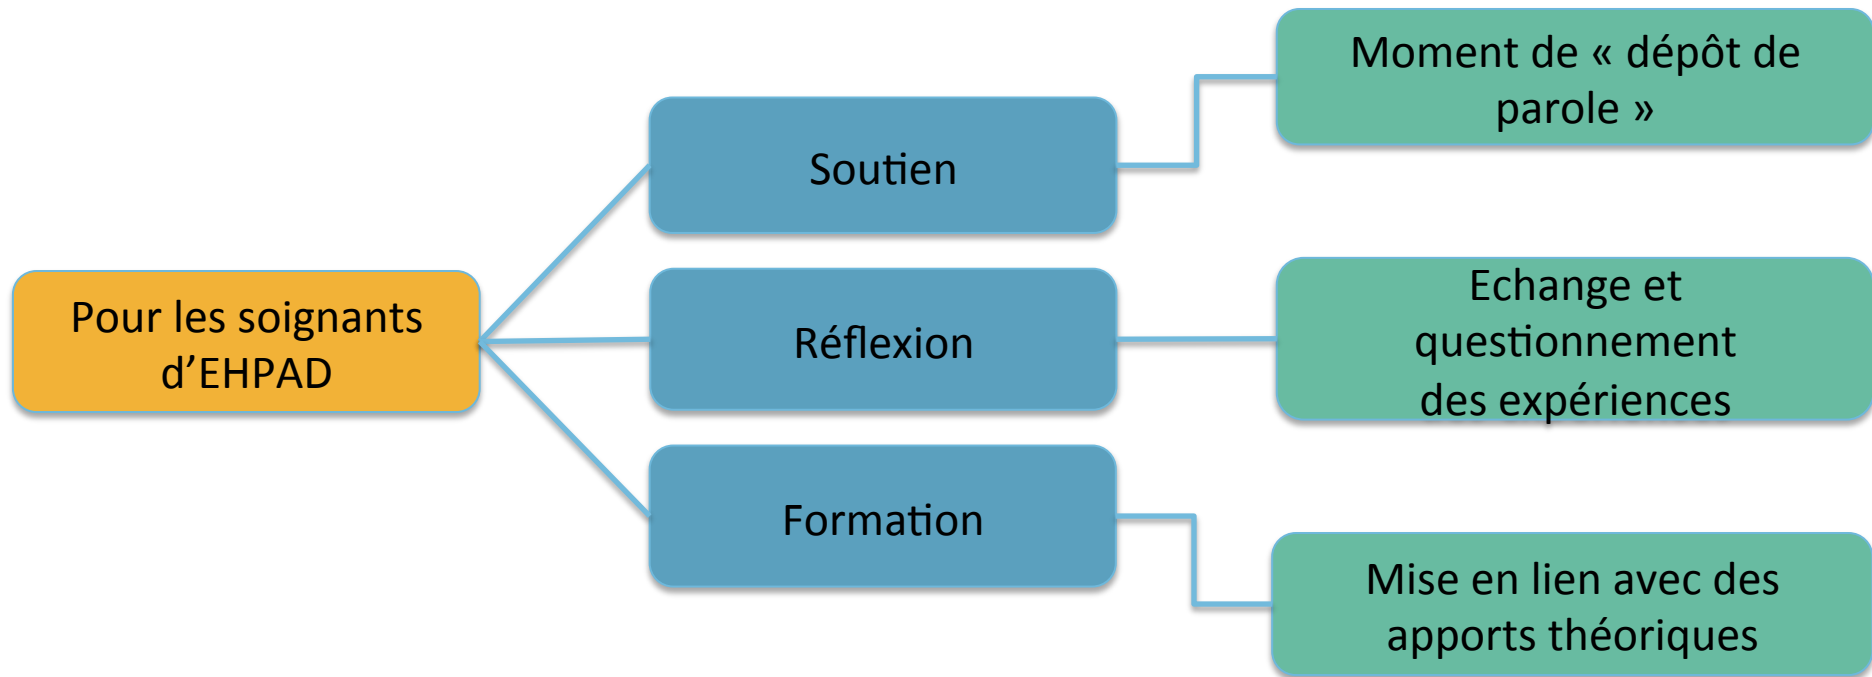 Pour les soignants
d’EHPAD
Soutien
Réflexion
Formation
Moment de « dépôt de
parole »
Echange et
questionnement
des expériences
Mise en lien avec des
apports théoriques